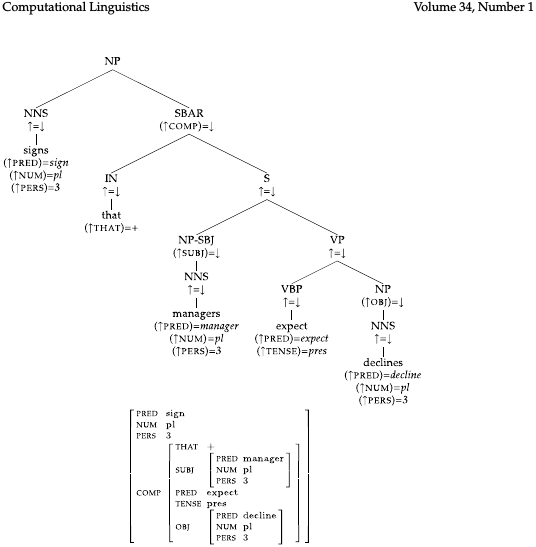 Computational Linguistics Volume 34, Number 1
NP
NNS SBAR
↑=↓ (↑COMP)=↓
signs
(↑PRED)=sign
(↑NUM)=pl IN S
(↑PERS)=3 ↑=↓ ↑=↓
that
(↑THAT)=+
NP-SBJ VP
(↑SUBJ)=↓ ↑=↓
NNS
↑=↓ VBP NP
↑=↓ (↑OBJ)=↓
managers
(↑PRED)=manager expect NNS
(↑NUM)=pl (↑PRED)=expect ↑=↓
(↑PERS)=3 (↑TENSE)=pres
declines
(↑PRED)=decline
(↑NUM)=pl
(↑PERS)=3
PRED sign
NUM pl
PERS 3
THAT +
PRED manager
SUBJ NUM pl
PERS 3
COMP PRED expect
TENSE pres
PRED decline
OBJ NUM pl
PERS 3